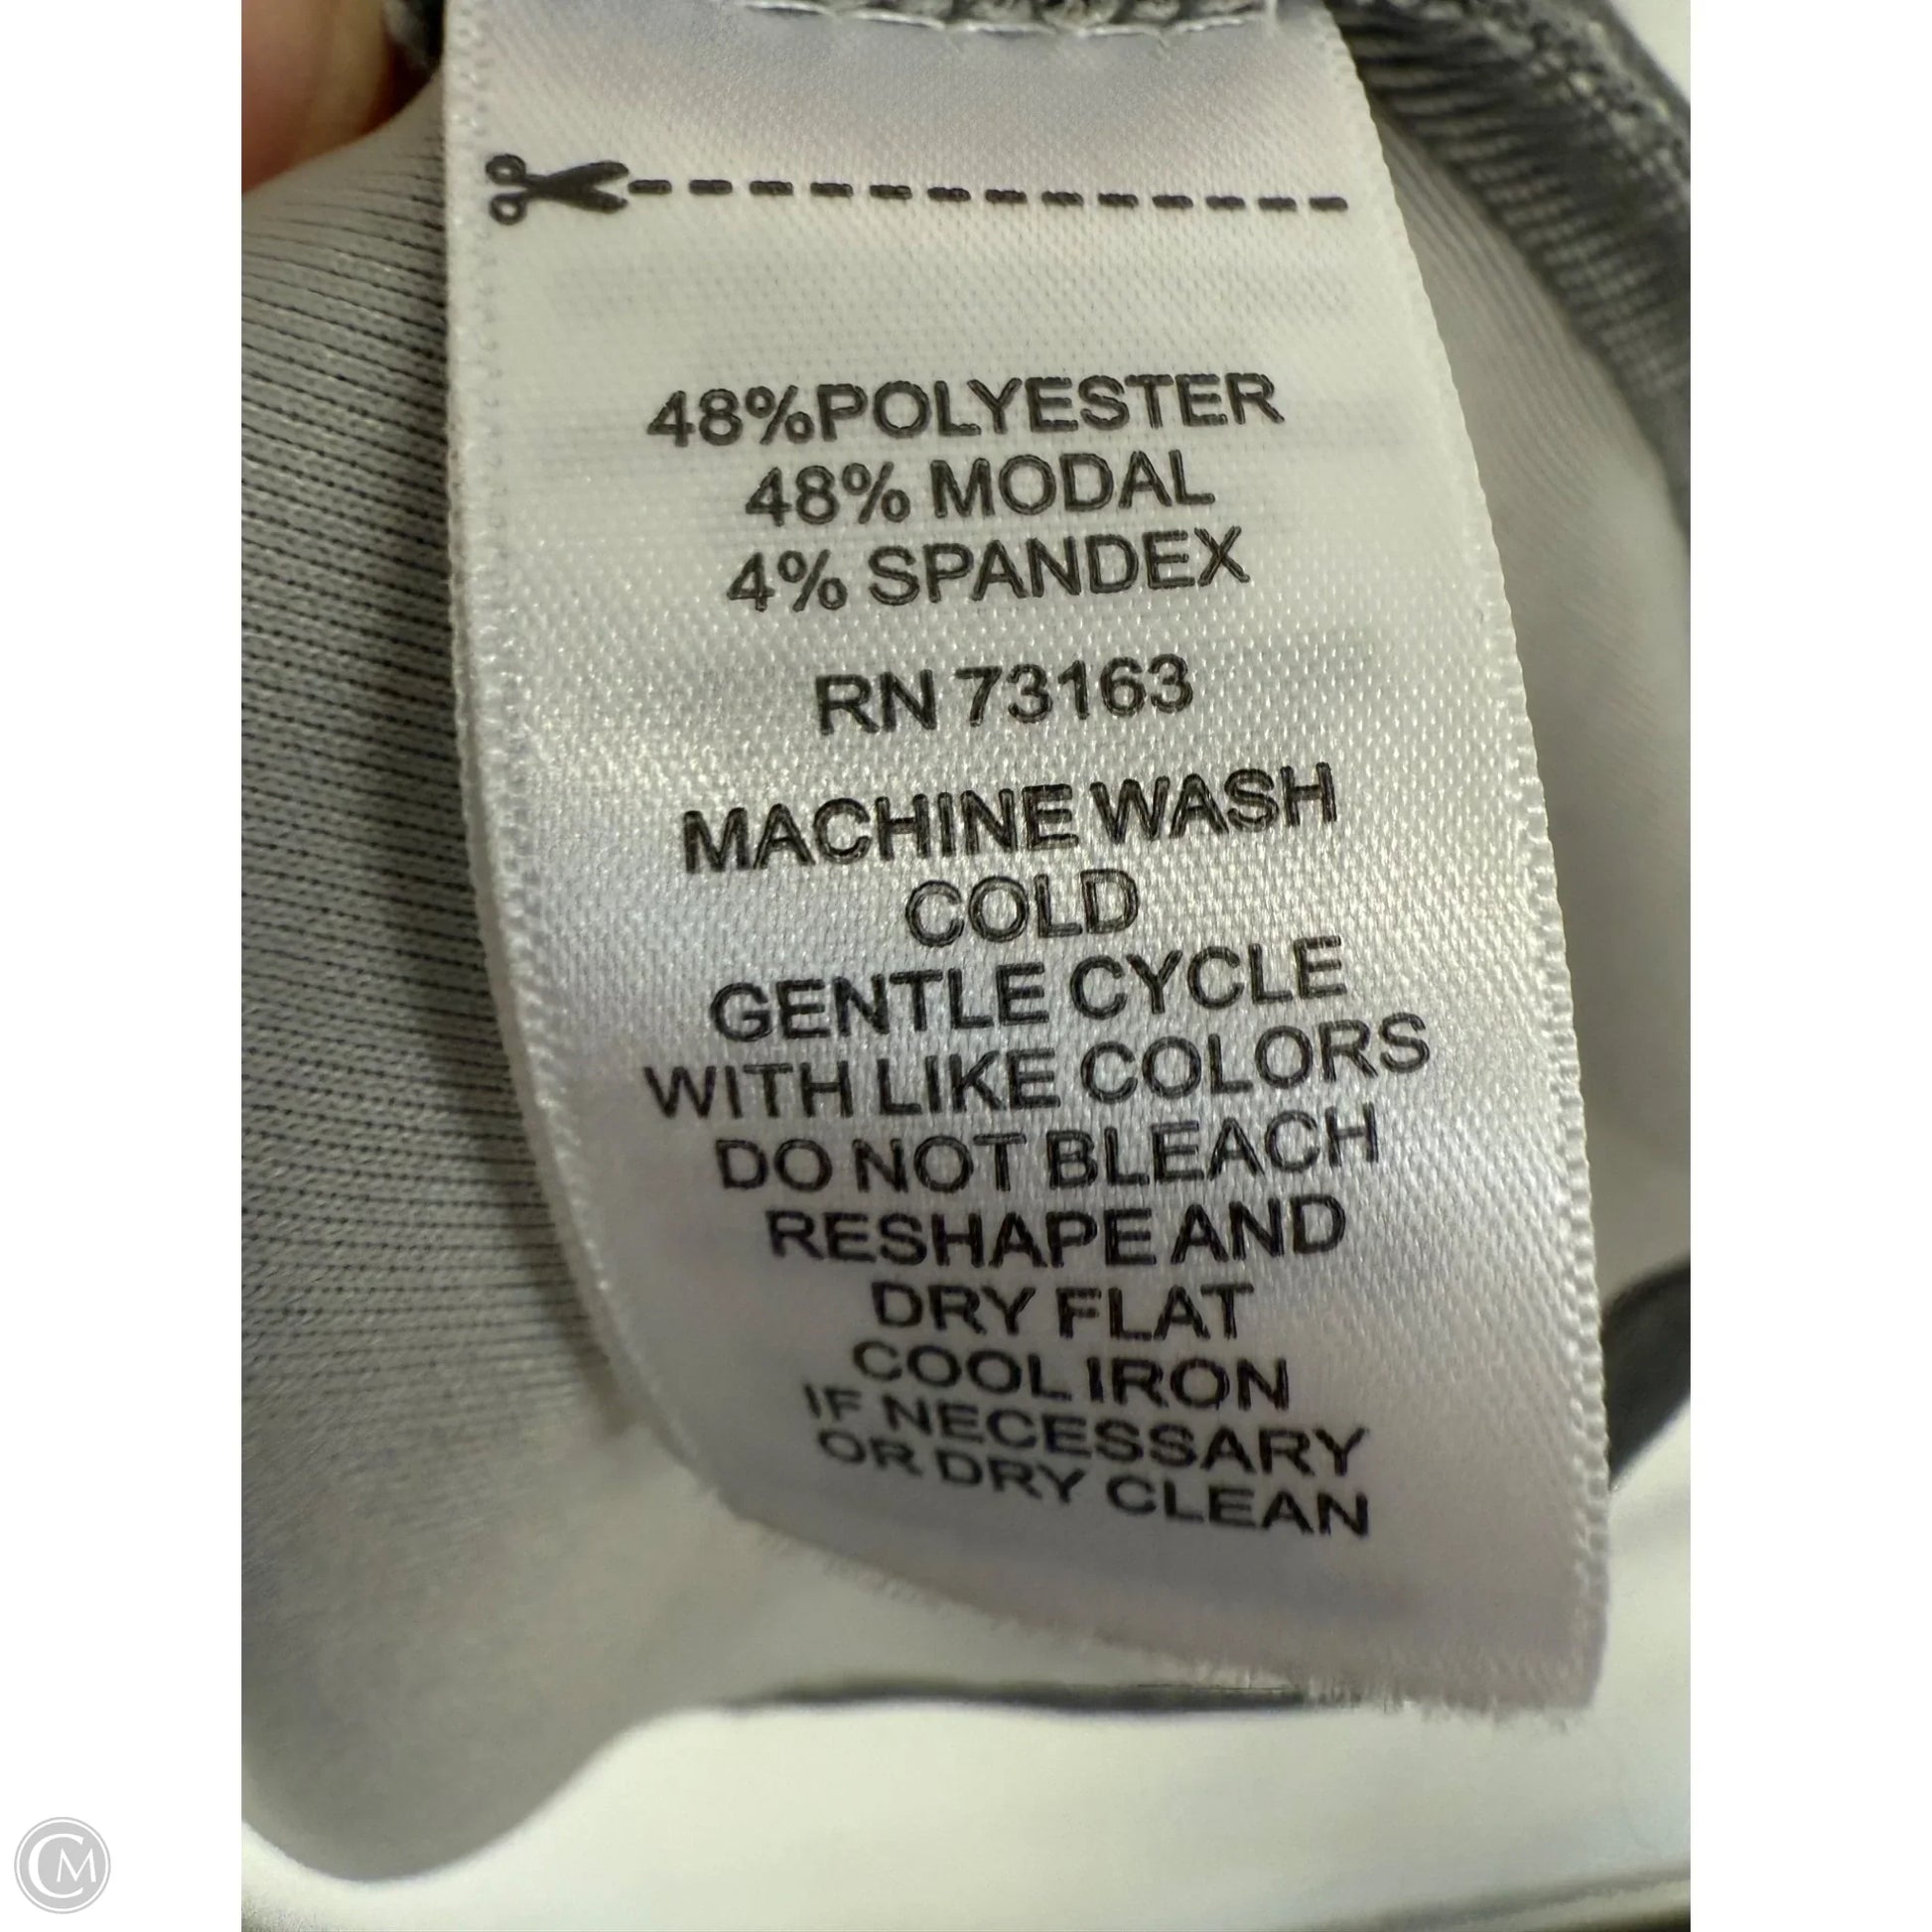 48%POLYESTER
48% MODAL
4% SPANDEX
RN 73163
MACHINE WASH
COLD
GENTLE CYCLE
WITH LIKE COLORS
DO NOT BLEACH
RESHAPE AND
DRY FLAT
COOL IRON
IF NECESSARY
OR DRY CLEAN
CM